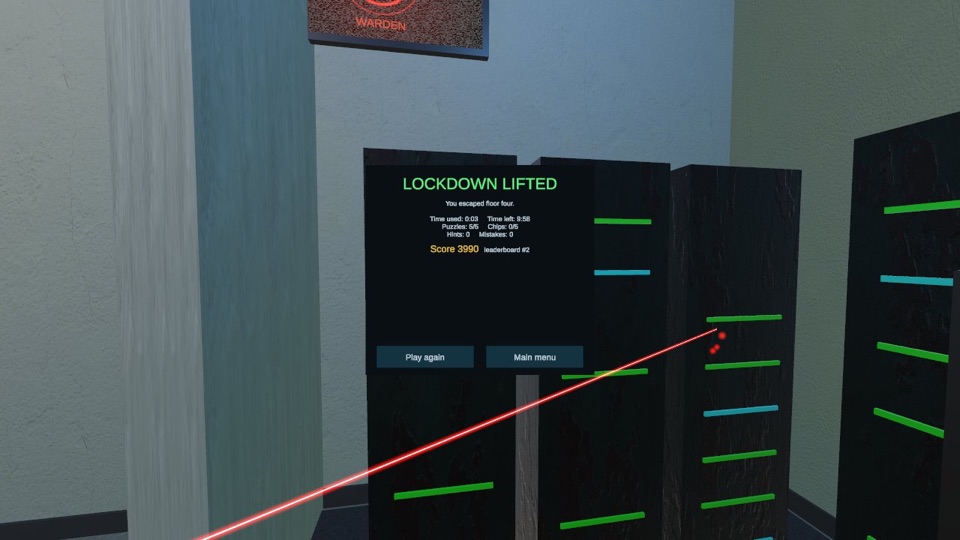 WARDEN
LOCKDOWN LIFTED
You escaped floor four.
Time used: 0:03 Time left: 9:58
Puzzles: 5/5 Chips: 0/5
Hints: 0 Mistakes: 0
Score 3990 leaderboard #2
Play again Main menu